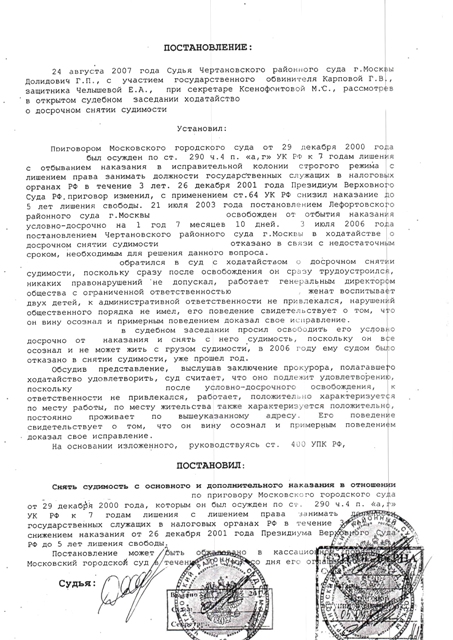 ПОСТАНОВЛЕНИЕ:
24 августа 2007 года Судья Чертановского районного суда г.Москвы
Долидович Г.П., с участием государственного обвинителя Карповой Г.В.,
защитника Челышевой Е.А., при секретаре Ксенофонтовой М.С., рассмотрев
в открытом судебном заседании ходатайство
о досрочном снятии судимости
Установил:
Приговором Московского городского суда от 29 декабря 2000 года
был осужден по ст. 290 ч.4 п. «а,г» УК РФ к 7 годам лишения
с отбыванием наказания в исправительной колонии строгого режима с
лишением права занимать должности государственных служащих в налоговых
органах РФ в течение 3 лет. 26 декабря 2001 года Президиум Верховного
Суда РФ приговор изменил, с применением ст.64 УК РФ снизил наказание до
5 лет лишения свободы. 21 июля 2003 года постановлением Лефортовского
районного суда г.Москвы освобожден от отбытия наказания
условно-досрочно на 1 год 7 месяцев 10 дней. 3 июля 2006
постановлением Чертановского районного суда г.Москвы в ходатайстве о
досрочном снятии судимости отказано в связи с недостаточным
сроком, необходимым для решения данного вопроса.
обратился в суд с ходатайством о досрочном снятии
судимости, поскольку сразу после освобождения он сразу трудоустроился,
никаких правонарушений не допускал, работает генеральным директором
общества с ограниченной ответственностью женат воспитывает
двух детей, к административной ответственности не привлекался, нарушений
общественного порядка не имел, его поведение свидетельствует о том, что
он вину осознал и примерным поведением доказал свое исправление.
в судебном заседании просил освободить его условно
досрочно от наказания и снять с него судимость, поскольку он все
осознал и не может жить с грузом судимости, в 2006 году ему судом было
отказано в снятии судимости, уже прошел год.
Обсудив представление, выслушав заключение прокурора, полагавшего
ходатайство удовлетворить, суд считает, что оно подлежит удовлетворению,
поскольку после условно-досрочного освобождения, к
ответственности не привлекался, работает, положительно характеризуется
по месту работы, по месту жительства также характеризуется положительно,
постоянно проживает по вышеуказанному адресу. Его поведение
свидетельствует о том, что он вину осознал и примерным поведением
доказал свое исправление.
На основании изложенного, руководствуясь ст. 400 УПК РФ,
ПОСТАНОВИЛ:
Снять судимость с основного и дополнительного наказания в отношении
по приговору Московского городского суда
от 29 декабря 2000 года, которым он был осужден по ст. 290 ч.4 п. «а,г»
УК РФ к 7 годам лишения с лишением права занимать
государственных служащих в налоговых органах РФ в течение 3
снижением наказания от 26 декабря 2001 года Президиума Верховного Суда
РФ до 5 лет лишения свободы.
Постановление может быть обжаловано в кассационном
Московский городской суд в течение со дня его
Судья: